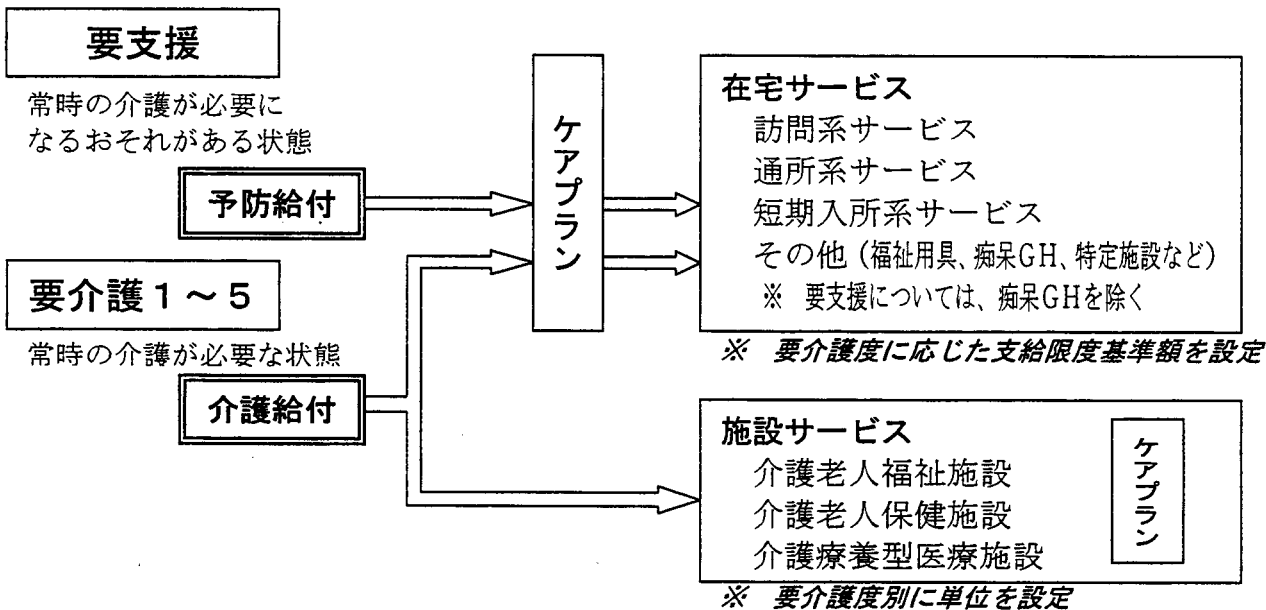 要支援
常時の介護が必要に
なるおそれがある状態
予防給付
要介護1～5
常時の介護が必要な状態
介護給付
ケアプラン
在宅サービス
訪問系サービス
通所系サービス
短期入所系サービス
その他（福祉用具、痴呆GH、特定施設など）
※ 要支援については、痴呆GHを除く
※ 要介護度に応じた支給限度基準額を設定
施設サービス
介護老人福祉施設
介護老人保健施設
介護療養型医療施設
ケアプラン
※ 要介護度別に単位を設定